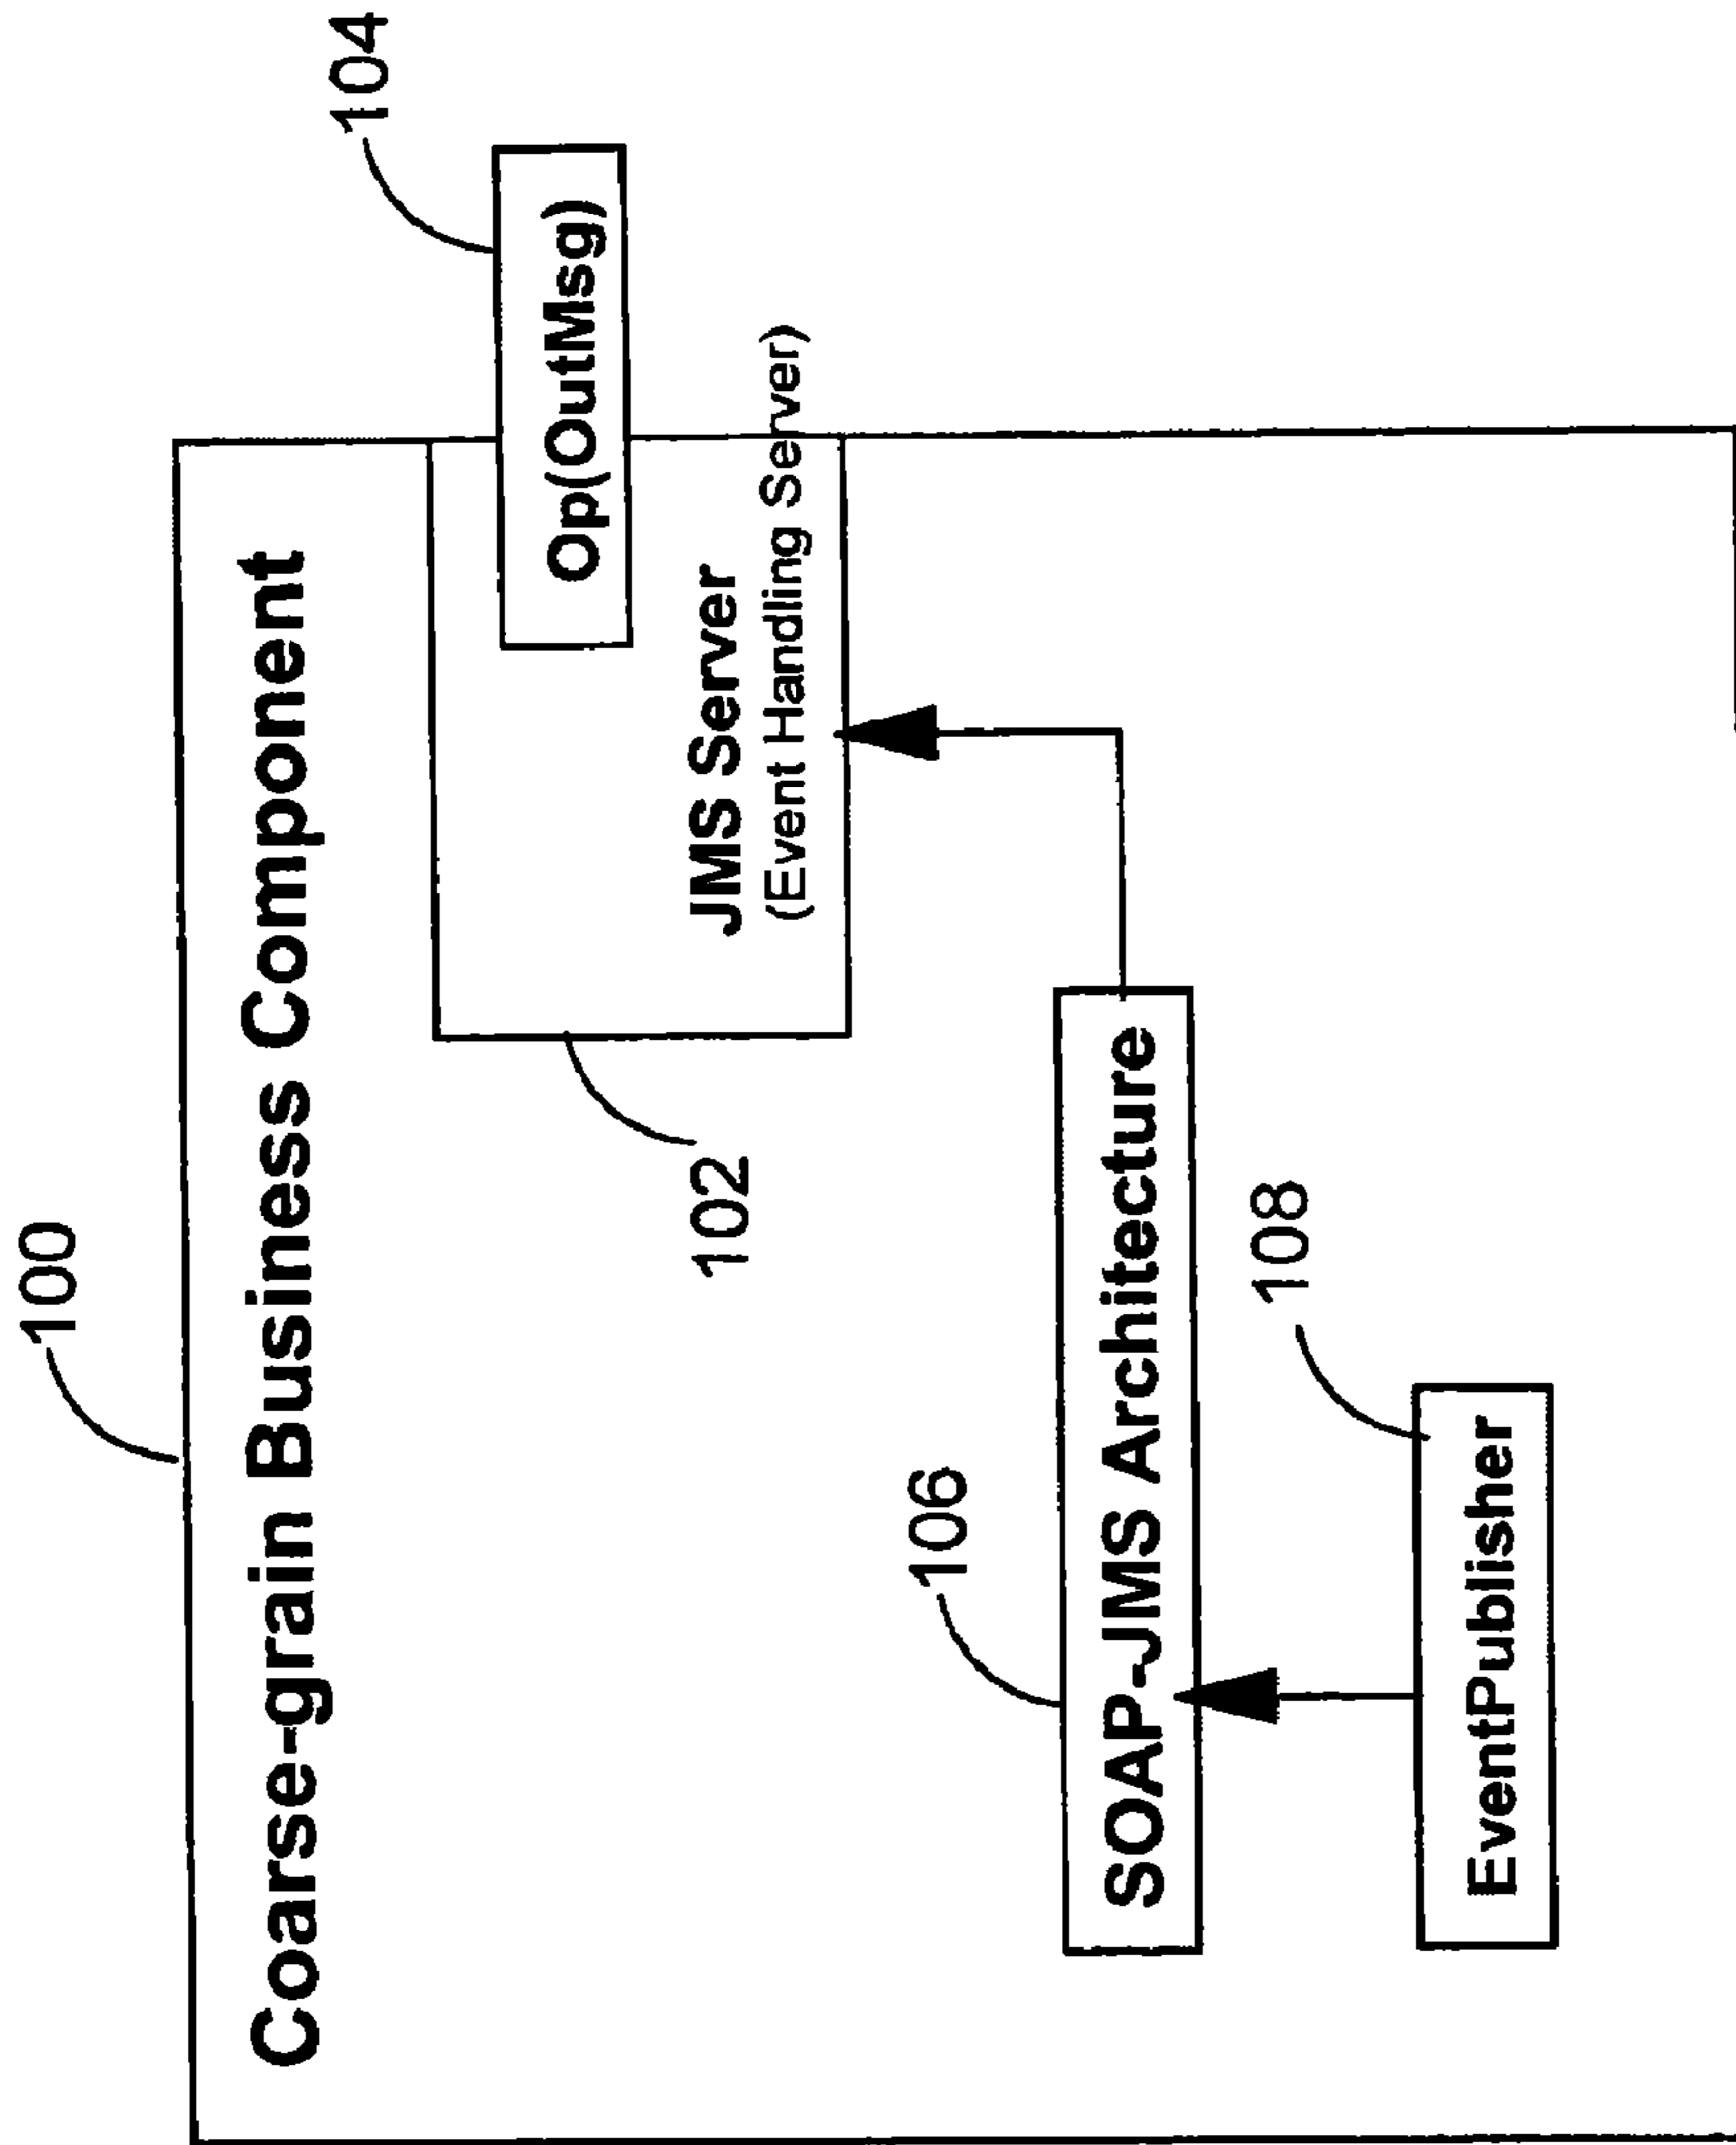 100
Coarse-grain Business Component
104
Op(OutMsg)
102
JMS Server
(Event Handling Server)
106
SOAP-JMS Architecture
108
EventPublisher